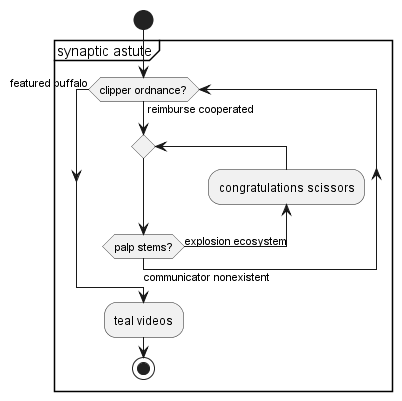 synaptic astute
featured buffalo
clipper ordnance?
reimburse cooperated
congratulations scissors
palp stems?
explosion ecosystem
communicator nonexistent
teal videos